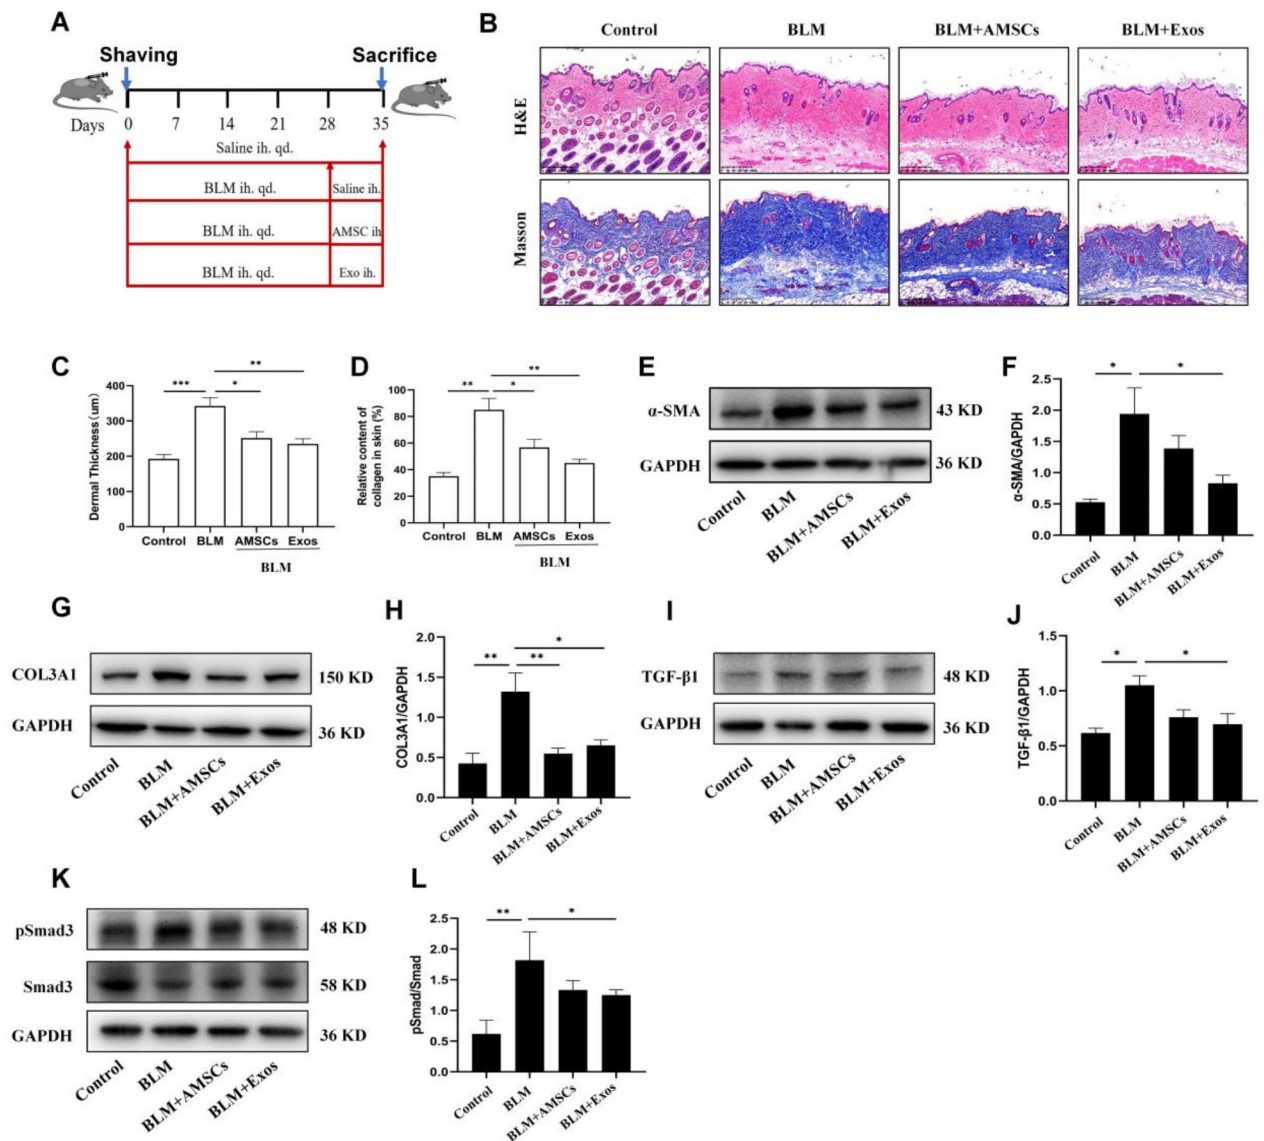 A
Shaving
Sacrifice
Days 0 7 14 21 28 35
Saline ih. qd.
BLM ih. qd. Saline ih.
BLM ih. qd. AMSC ih
BLM ih. qd. Exo ih.
B
Control BLM BLM+AMSCs BLM+Exos
H&E
Masson
C
Dermal Thickness(um)
400
300
200
100
0
*** * **
Control BLM AMSCs Exos
BLM
D
Relative content of
collagen in skin (%)
100
80
60
40
20
0
** * **
Control BLM AMSCs Exos
BLM
E
α-SMA 43 KD
GAPDH 36 KD
Control BLM BLM+AMSCs BLM+Exos
F
α-SMA/GAPDH
2.5
2.0
1.5
1.0
0.5
0.0
* *
Control BLM BLM+AMSCs BLM+Exos
G
COL3A1 150 KD
GAPDH 36 KD
Control BLM BLM+AMSCs BLM+Exos
H
COL3A1/GAPDH
2.0
1.5
1.0
0.5
0.0
** ** *
Control BLM BLM+AMSCs BLM+Exos
I
TGF-β1 48 KD
GAPDH 36 KD
Control BLM BLM+AMSCs BLM+Exos
J
TGF-β1/GAPDH
1.5
1.0
0.5
0.0
* *
Control BLM BLM+AMSCs BLM+Exos
K
pSmad3 48 KD
Smad3 58 KD
GAPDH 36 KD
Control BLM BLM+AMSCs BLM+Exos
L
pSmad/Smad
2.5
2.0
1.5
1.0
0.5
0.0
** *
Control BLM BLM+AMSCs BLM+Exos